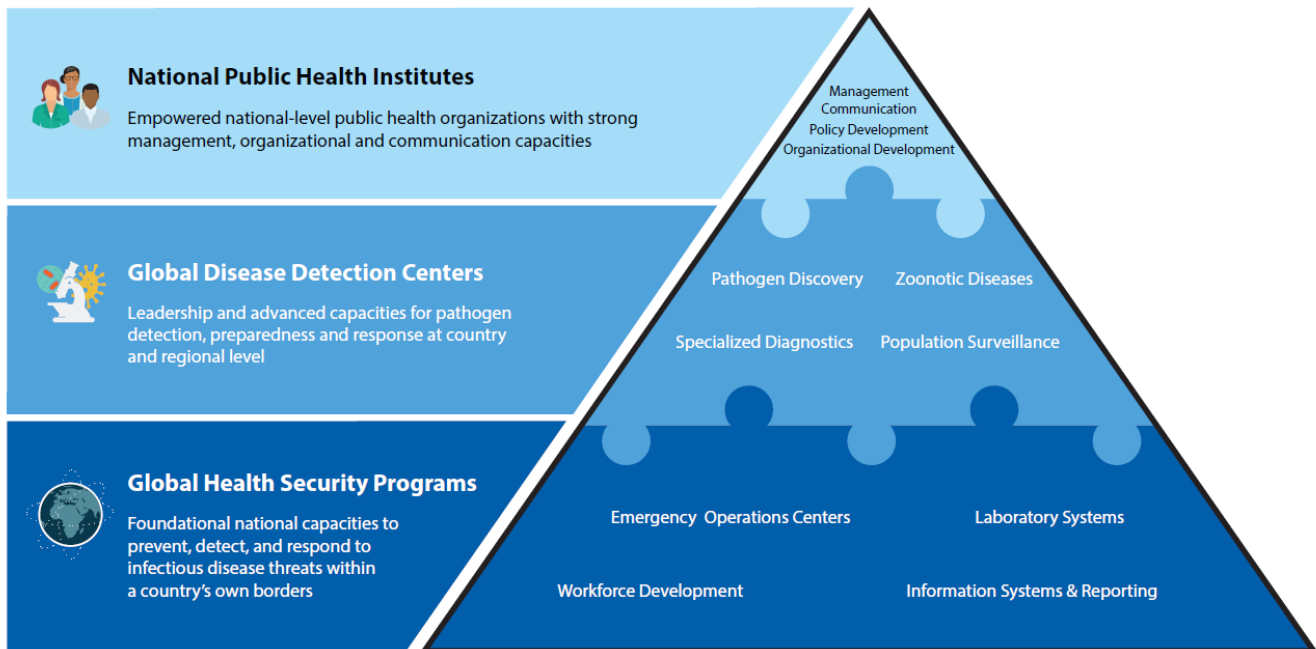 National Public Health Institutes
Empowered national-level public health organizations with strong
management, organizational and communication capacities
Management
Communication
Policy Development
Organizational Development
Global Disease Detection Centers
Leadership and advanced capacities for pathogen
detection, preparedness and response at country
and regional level
Pathogen Discovery
Zoonotic Diseases
Specialized Diagnostics
Population Surveillance
Global Health Security Programs
Foundational national capacities to
prevent, detect, and respond to
infectious disease threats within
a country's own borders
Emergency Operations Centers
Laboratory Systems
Workforce Development
Information Systems & Reporting